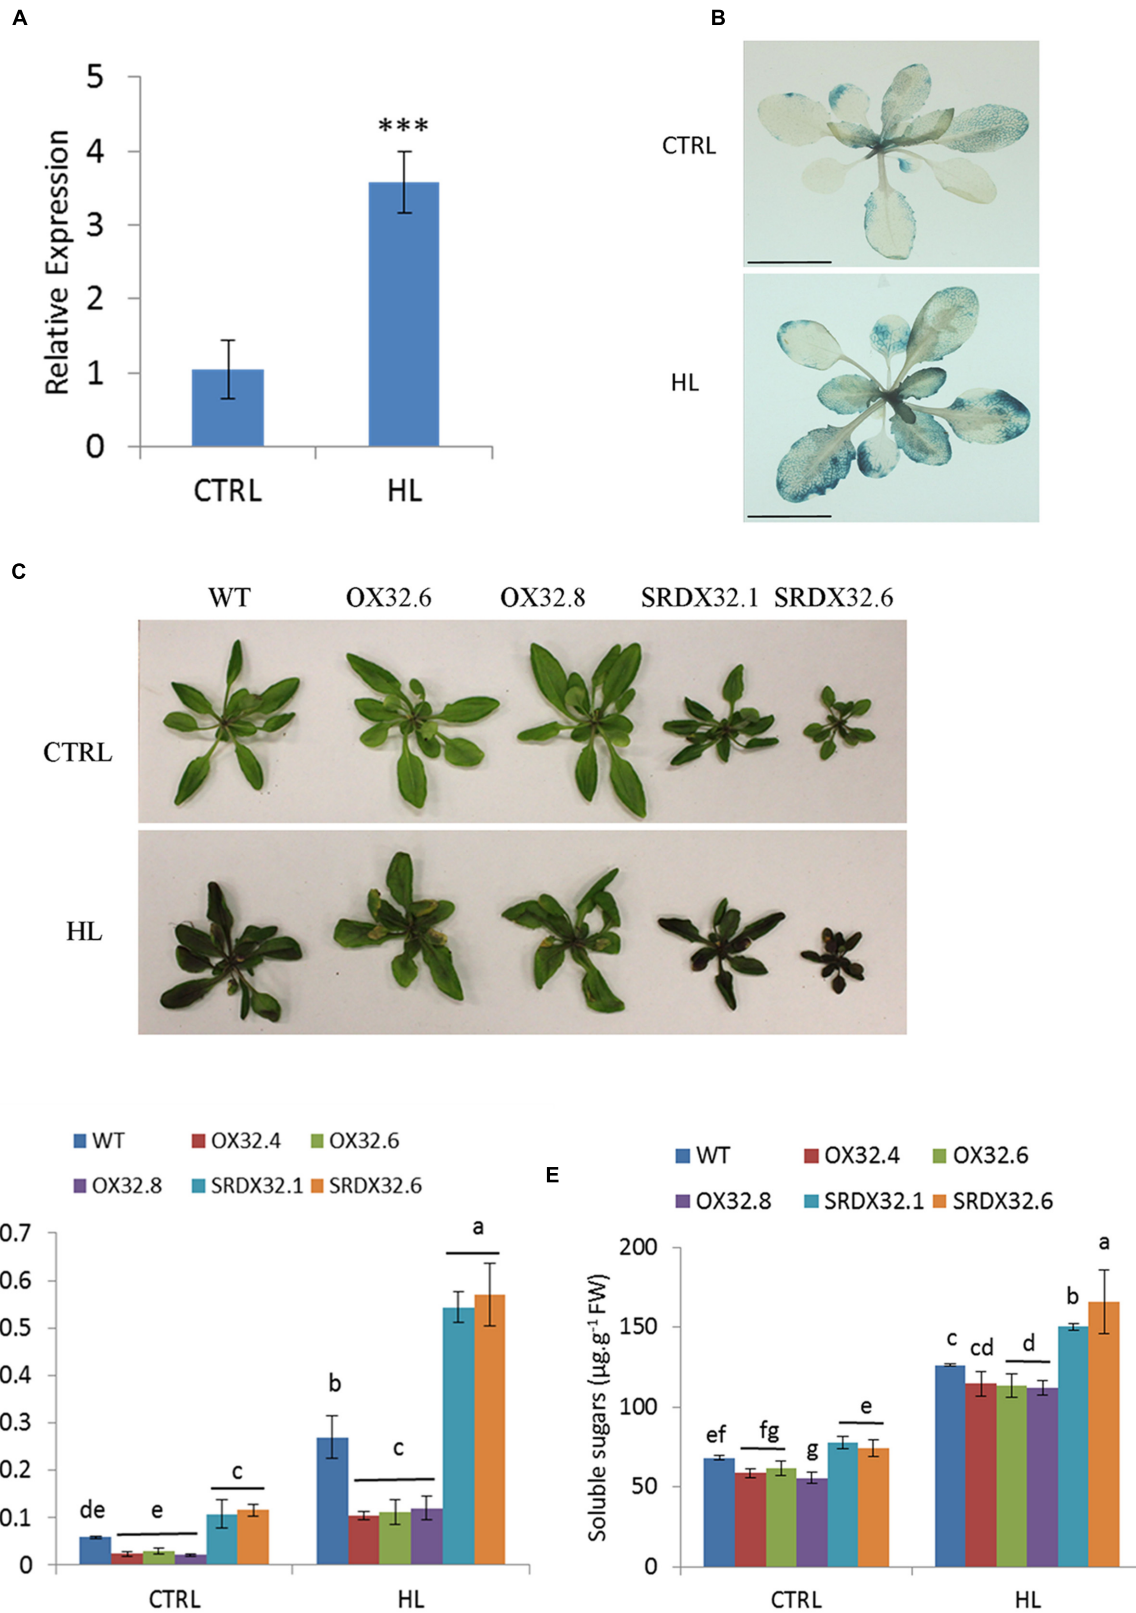 A
5
4
3
2
1
0
Relative Expression
***
CTRL HL
B
CTRL
HL
C
WT OX32.6 OX32.8 SRDX32.1 SRDX32.6
CTRL
HL
WT OX32.4 OX32.6
OX32.8 SRDX32.1 SRDX32.6
0.7
0.6
0.5
0.4
0.3
0.2
0.1
0
de e c b c a
CTRL HL
E
WT OX32.4 OX32.6
OX32.8 SRDX32.1 SRDX32.6
Soluble sugars (µg.g⁻¹ FW)
200
150
100
50
0
ef fg g e c cd d b a
CTRL HL